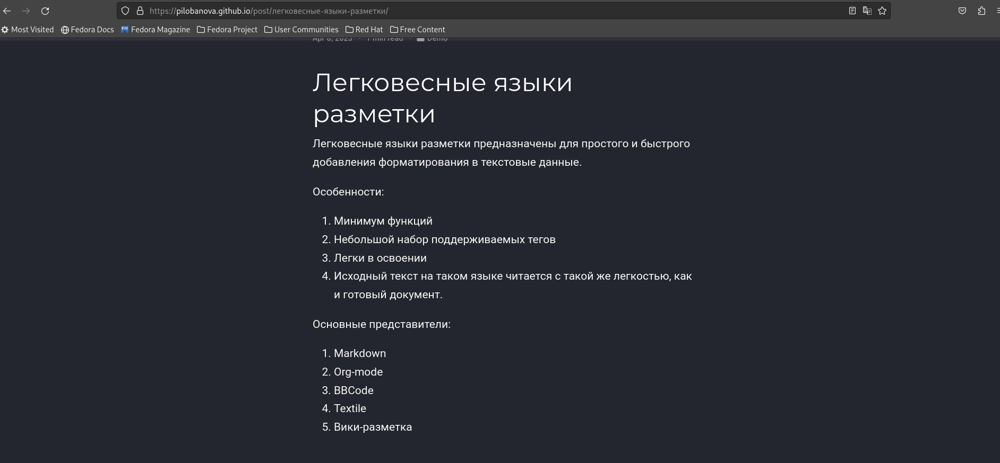 https://pilobanova.github.io/post/легковесные-языки-разметки/
Most Visited Fedora Docs FM Fedora Magazine Fedora Project User Communities Red Hat Free Content
Apr 8, 2023 · 1 min read · Demo
Легковесные языки
разметки
Легковесные языки разметки предназначены для простого и быстрого
добавления форматирования в текстовые данные.
Особенности:
1. Минимум функций
2. Небольшой набор поддерживаемых тегов
3. Легки в освоении
4. Исходный текст на таком языке читается с такой же легкостью, как
и готовый документ.
Основные представители:
1. Markdown
2. Org-mode
3. BBCode
4. Textile
5. Вики-разметка